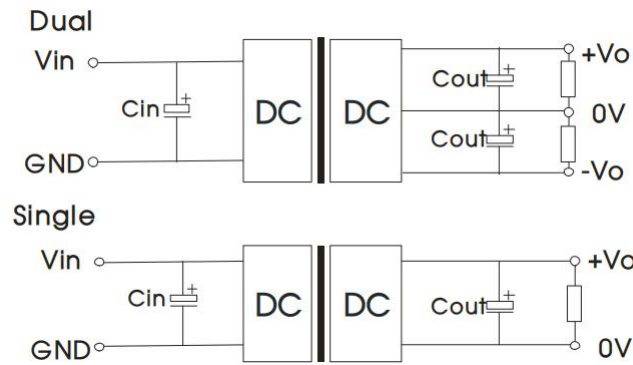 Dual
Vin
Cin
GND
DC
DC
Cout
Cout
+Vo
0V
-Vo
Single
Vin
Cin
GND
DC
DC
Cout
+Vo
0V